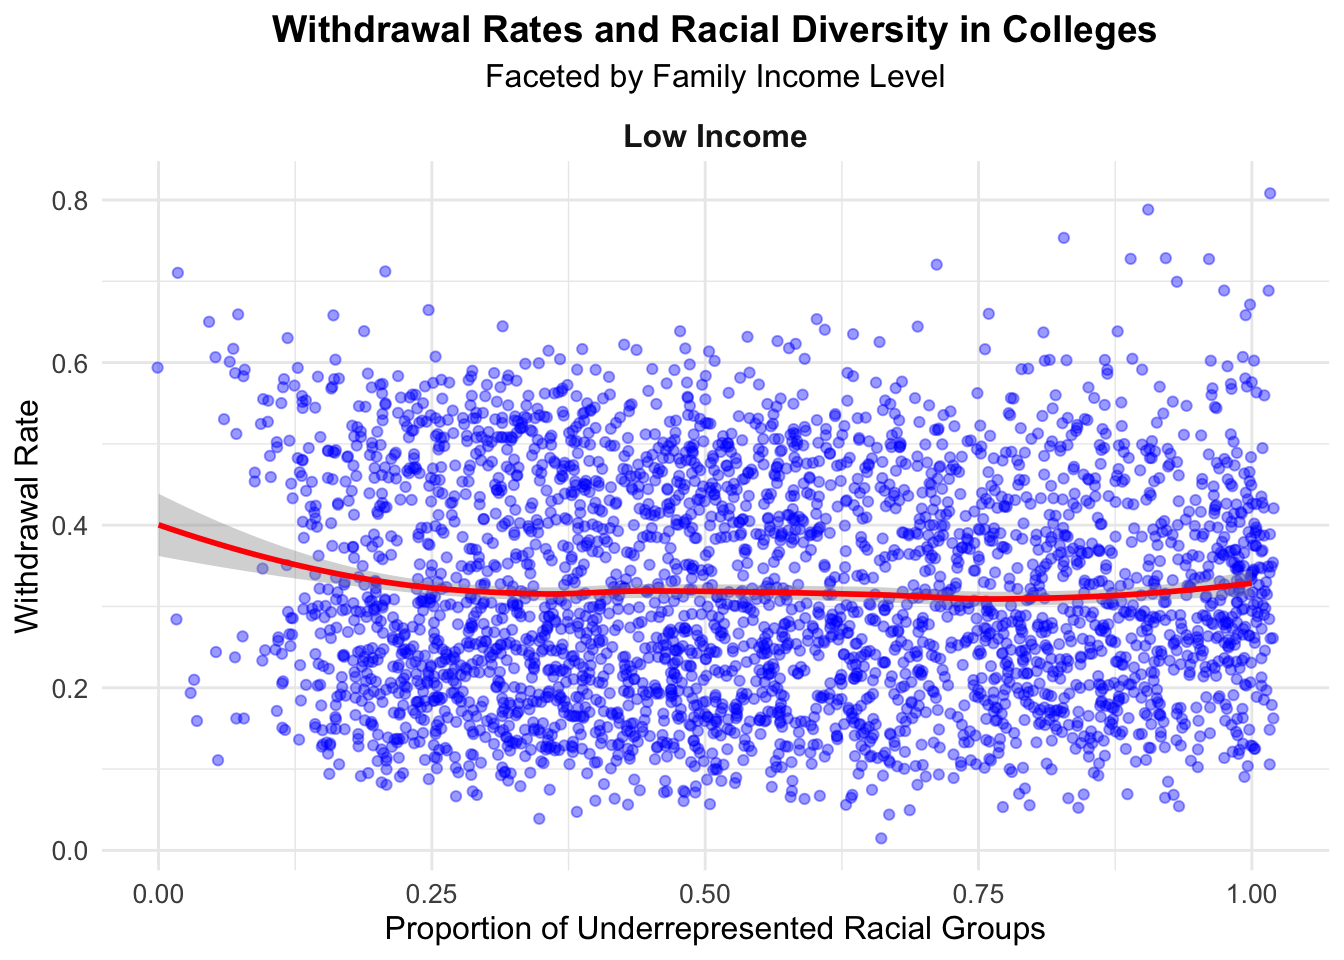 Withdrawal Rates and Racial Diversity in Colleges
Faceted by Family Income Level
Low Income
0.8
0.6
0.4
0.2
0.0
Withdrawal Rate
0.00 0.25 0.50 0.75 1.00
Proportion of Underrepresented Racial Groups